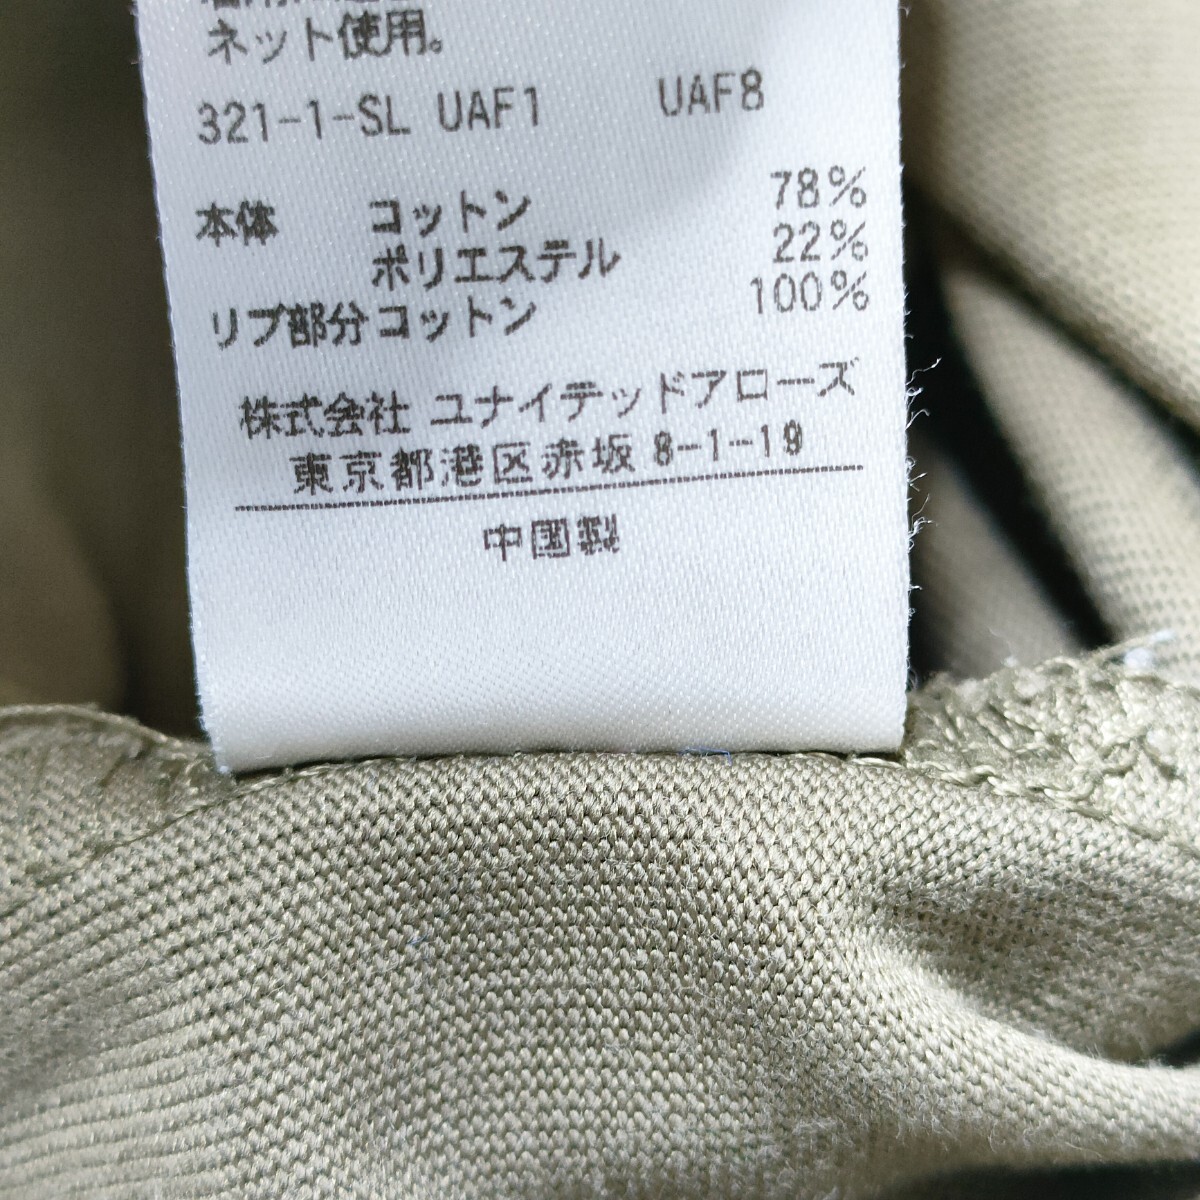 ネット使用。
321-1-SL UAF1 UAF8
本体 コットン 78%
ポリエステル 22%
リブ部分 コットン 100%
株式会社 ユナイテッドアローズ
東京都港区赤坂 8-1-19
中国製